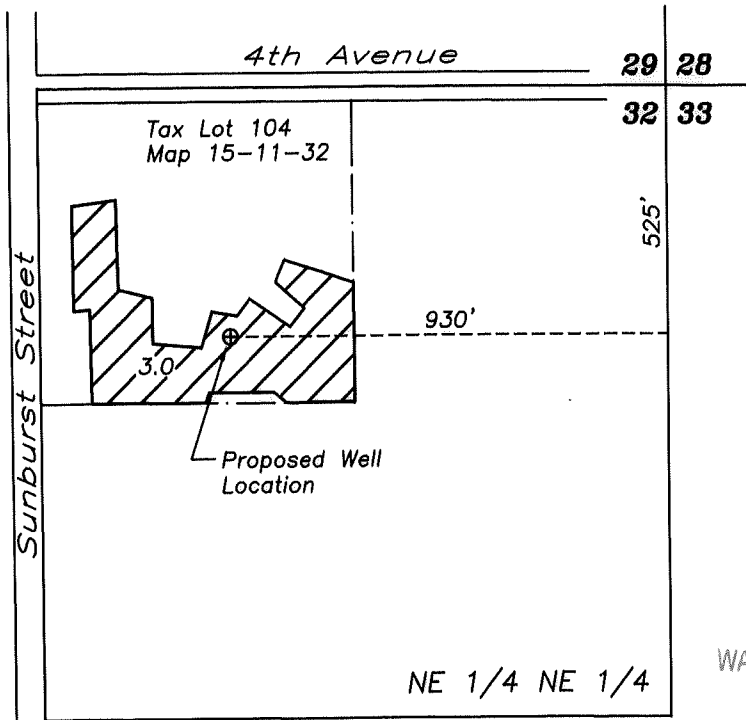 4th Avenue
29 28
32 33
Tax Lot 104
Map 15-11-32
525'
Sunburst Street
930'
3.0
Proposed Well
Location
NE 1/4 NE 1/4
WA